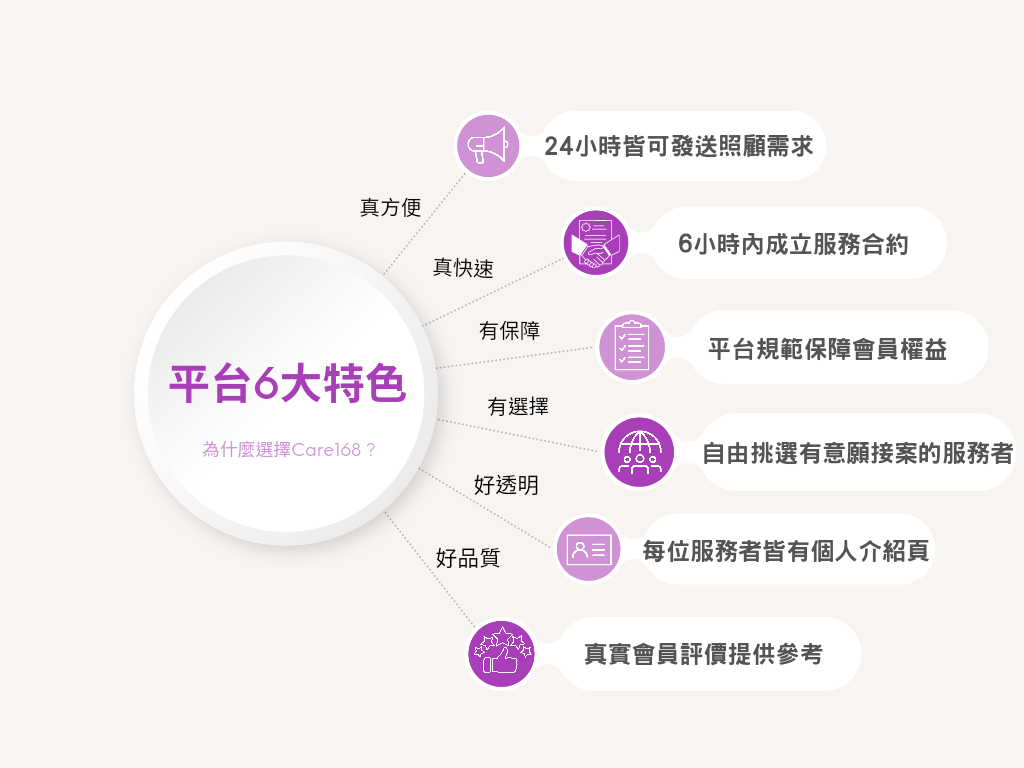 平台6大特色
為什麼選擇Care168？
真方便
24小時皆可發送照顧需求
真快速
6小時內成立服務合約
有保障
平台規範保障會員權益
有選擇
自由挑選有意願接案的服務者
好透明
每位服務者皆有個人介紹頁
好品質
真實會員評價提供參考